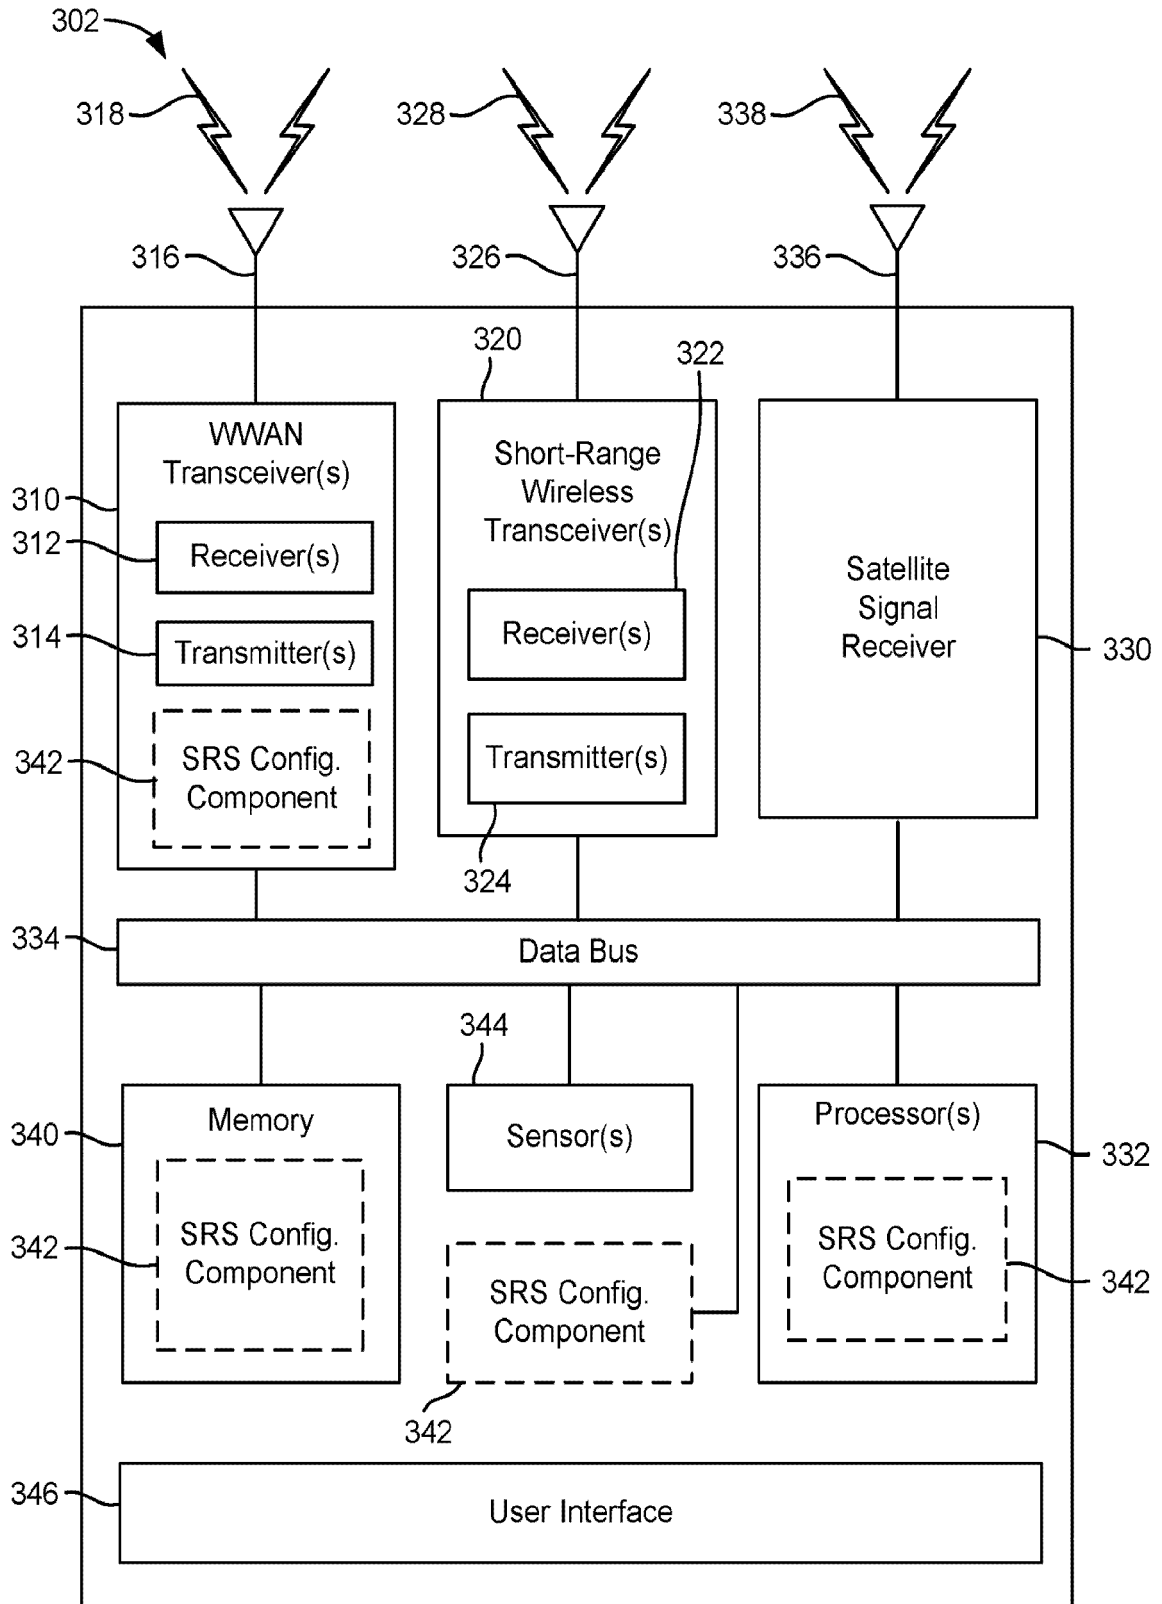 302
318
328
338
316
326
336
320
322
WWAN
Transceiver(s)
Short-Range
Wireless
Transceiver(s)
310
312
Receiver(s)
Satellite
Signal
Receiver
314
Transmitter(s)
Receiver(s)
330
342
SRS Config.
Component
Transmitter(s)
324
334
Data Bus
344
340
Memory
Sensor(s)
Processor(s)
332
342
SRS Config.
Component
SRS Config.
Component
342
SRS Config.
Component
342
346
User Interface